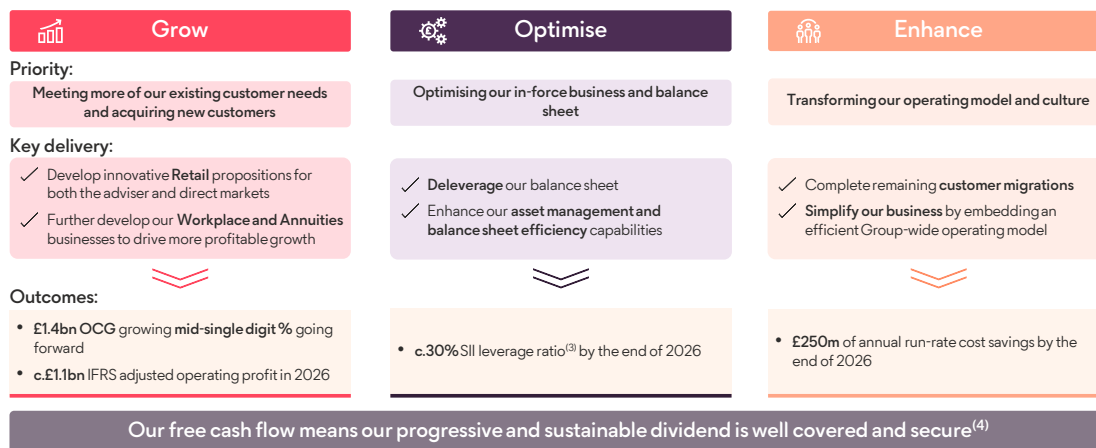 Grow
Optimise
Enhance
Priority:
Meeting more of our existing customer needs
and acquiring new customers
Optimising our in-force business and balance
sheet
Transforming our operating model and culture
Key delivery:
Develop innovative Retail propositions for
both the adviser and direct markets
Further develop our Workplace and Annuities
businesses to drive more profitable growth
Deleverage our balance sheet
Enhance our asset management and
balance sheet efficiency capabilities
Complete remaining customer migrations
Simplify our business by embedding an
efficient Group-wide operating model
Outcomes:
• £1.4bn OCG growing mid-single digit % going
forward
• c.£1.1bn IFRS adjusted operating profit in 2026
• c.30% SII leverage ratio(3) by the end of 2026
• £250m of annual run-rate cost savings by the
end of 2026
Our free cash flow means our progressive and sustainable dividend is well covered and secure(4)